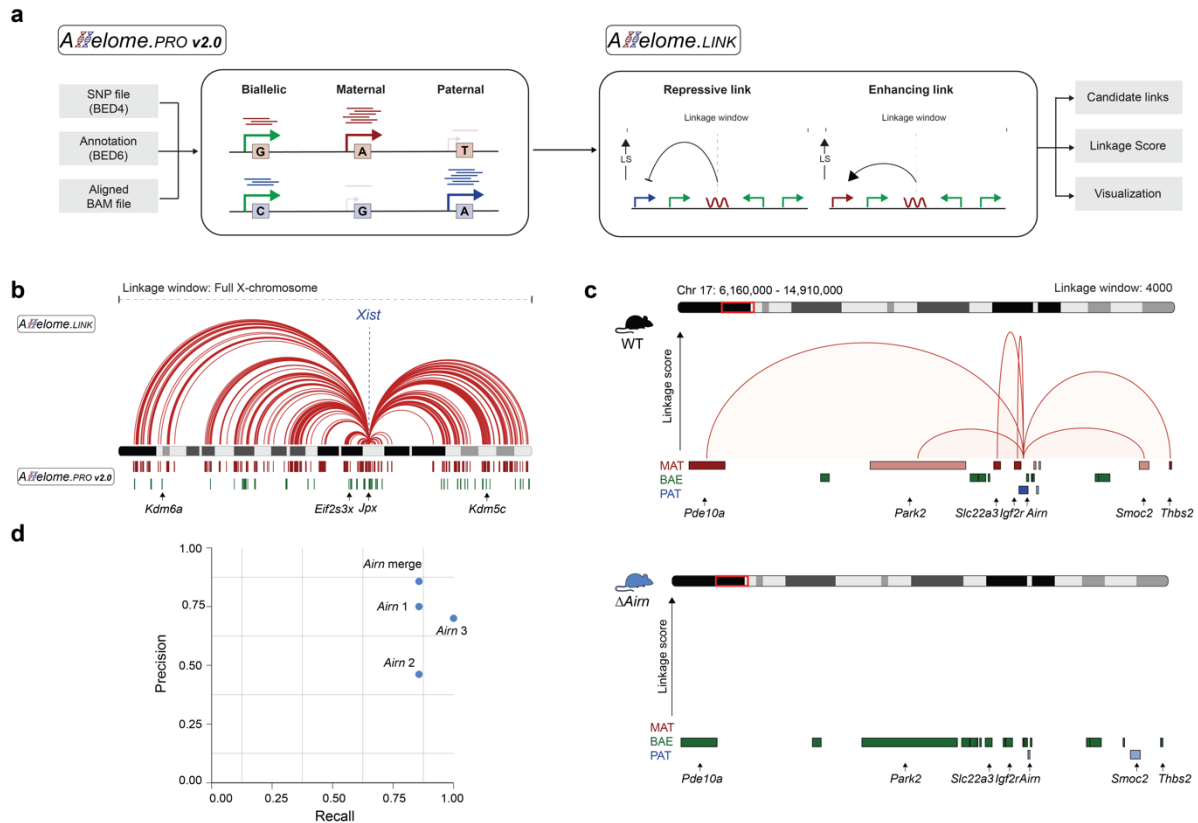 a
Allelome.PRO v2.0
Allelome.LINK
SNP file
(BED4)
Annotation
(BED6)
Aligned
BAM file
Biallelic Maternal Paternal
G A T
C G A
Repressive link Enhancing link
Linkage window Linkage window
LS LS
Candidate links
Linkage Score
Visualization
b
Linkage window: Full X-chromosome
Allelome.LINK
Xist
Allelome.PRO v2.0
Kdm6a Eif2s3x Jpx Kdm5c
c
Chr 17: 6,160,000 - 14,910,000 Linkage window: 4000
WT
Linkage score
MAT
BAE
PAT
Pde10a Park2 Slc22a3 Igf2r Airn Smoc2 Thbs2
ΔAirn
Linkage score
MAT
BAE
PAT
Pde10a Park2 Slc22a3 Igf2r Airn Smoc2 Thbs2
d
Precision
1.00
0.75
0.50
0.25
0.00
Airn merge
Airn 1
Airn 3
Airn 2
0.00 0.25 0.50 0.75 1.00
Recall